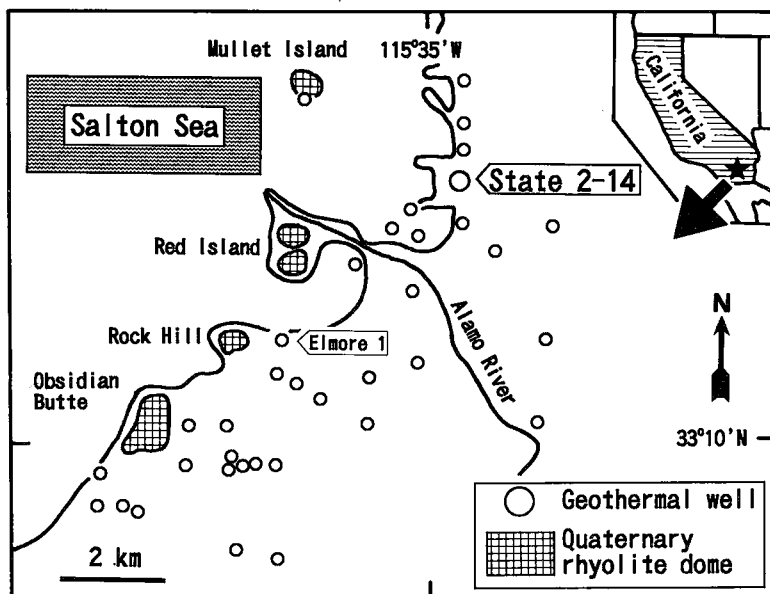 Mullet Island
115°35'W
California
Salton Sea
State 2-14
Red Island
Alamo River
N
Rock Hill
Elmore 1
Obsidian
Butte
33°10'N
Geothermal well
Quaternary
rhyolite dome
2 km